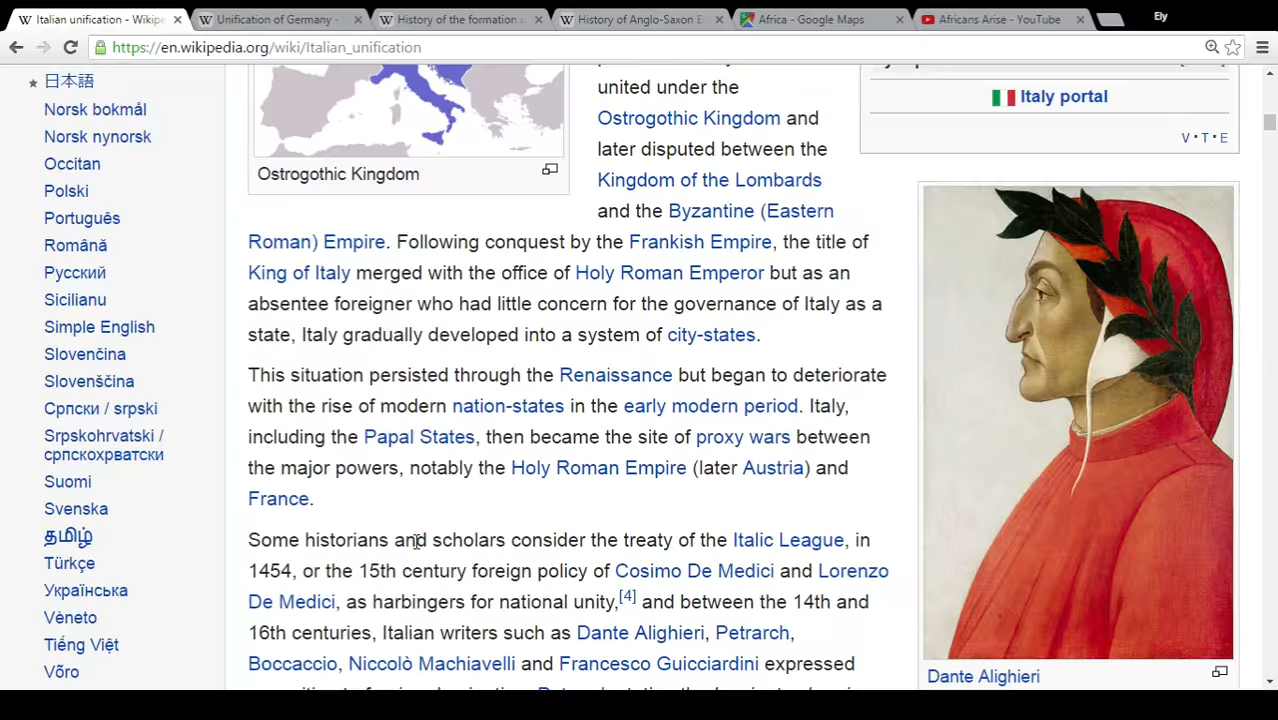 Italian unification - Wikipe
Unification of Germany -
History of the formation o
History of Anglo-Saxon E
Africa - Google Maps
Africans Arise - YouTube
Ely
https://en.wikipedia.org/wiki/Italian_unification
日本語
Norsk bokmål
Norsk nynorsk
Occitan
Polski
Português
Română
Русский
Sicilianu
Simple English
Slovenčina
Slovenščina
Српски / srpski
Srpskohrvatski /
српскохрватски
Suomi
Svenska
தமிழ்
Türkçe
Українська
Vèneto
Tiếng Việt
Võro
Ostrogothic Kingdom
united under the
Ostrogothic Kingdom and
later disputed between the
Kingdom of the Lombards
and the Byzantine (Eastern
Roman) Empire. Following conquest by the Frankish Empire, the title of
King of Italy merged with the office of Holy Roman Emperor but as an
absentee foreigner who had little concern for the governance of Italy as a
state, Italy gradually developed into a system of city-states.
This situation persisted through the Renaissance but began to deteriorate
with the rise of modern nation-states in the early modern period. Italy,
including the Papal States, then became the site of proxy wars between
the major powers, notably the Holy Roman Empire (later Austria) and
France.
Some historians and scholars consider the treaty of the Italic League, in
1454, or the 15th century foreign policy of Cosimo De Medici and Lorenzo
De Medici, as harbingers for national unity,[4] and between the 14th and
16th centuries, Italian writers such as Dante Alighieri, Petrarch,
Boccaccio, Niccolò Machiavelli and Francesco Guicciardini expressed
Italy portal
V · T · E
Dante Alighieri